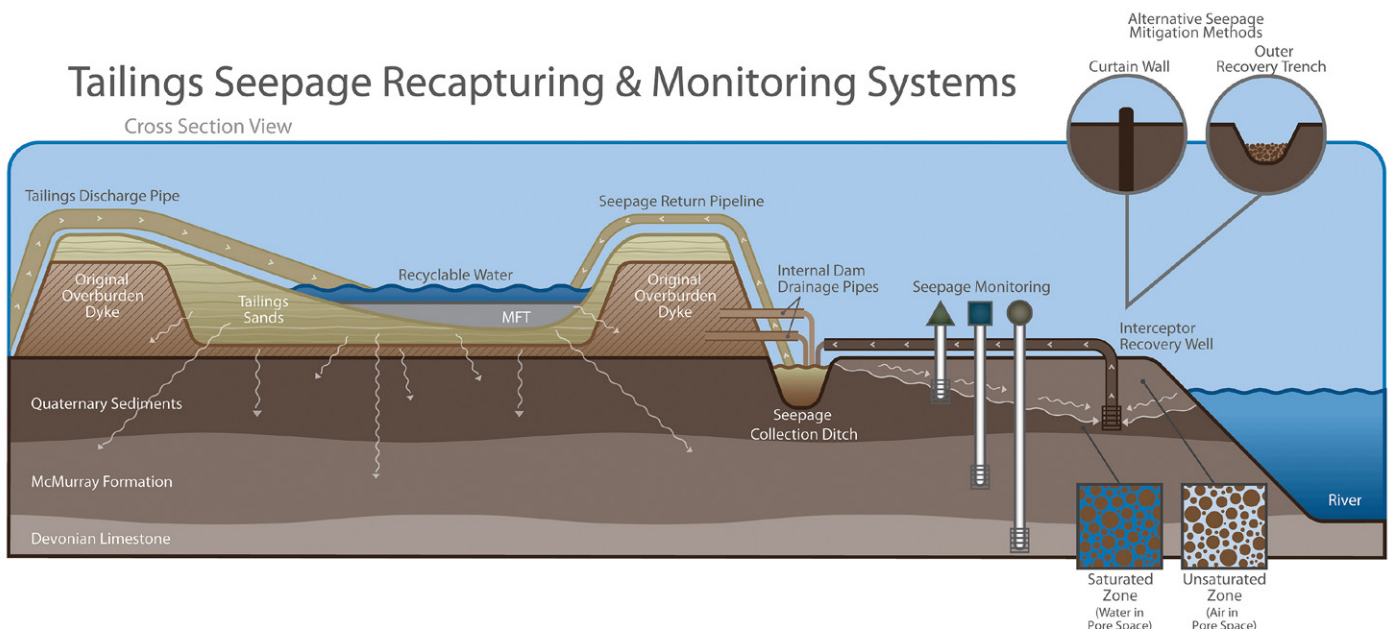 Alternative Seepage
Mitigation Methods
Curtain Wall
Outer
Recovery Trench
Tailings Seepage Recapturing & Monitoring Systems
Cross Section View
Tailings Discharge Pipe
Seepage Return Pipeline
Recyclable Water
Internal Dam
Drainage Pipes
Seepage Monitoring
Original
Overburden
Dyke
Tailings
Sands
MFT
Original
Overburden
Dyke
Interceptor
Recovery Well
Quaternary Sediments
Seepage
Collection Ditch
McMurray Formation
River
Devonian Limestone
Saturated
Zone
(Water in
Pore Space)
Unsaturated
Zone
(Air in
Pore Space)